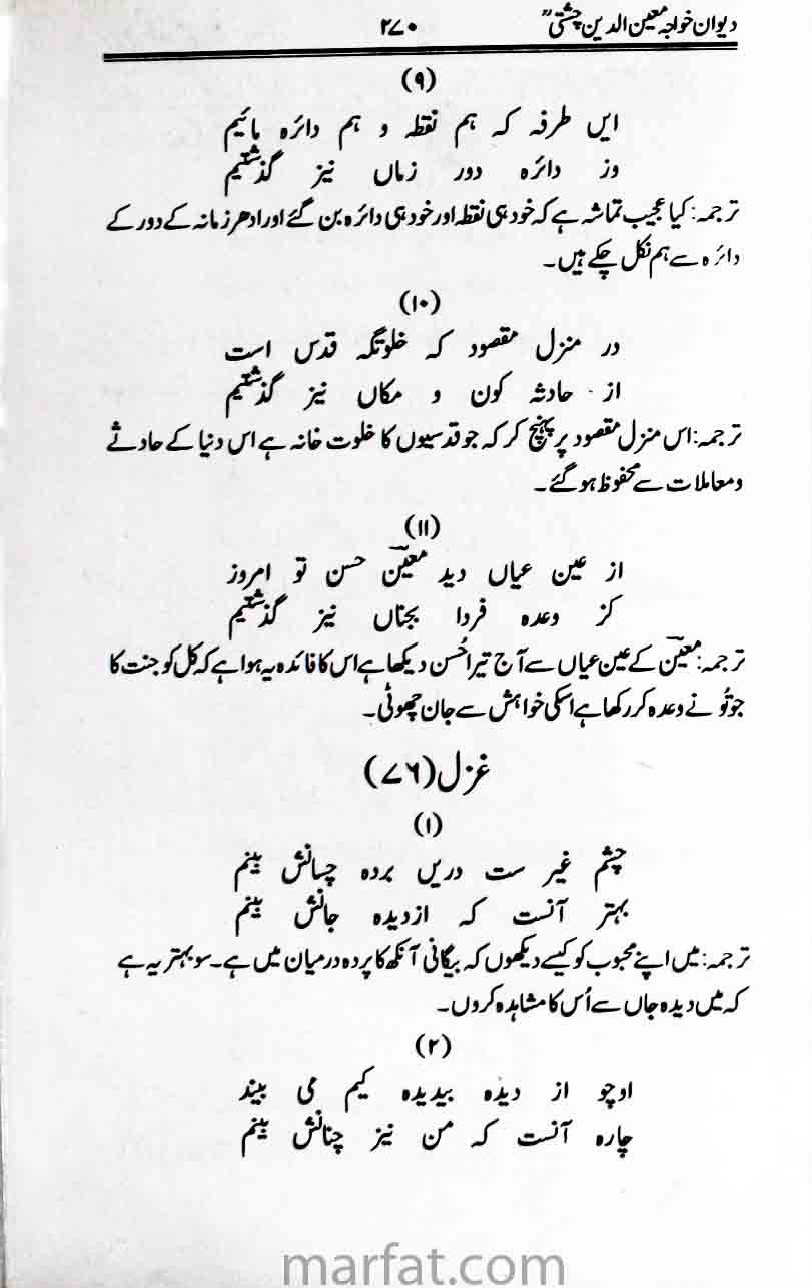 دیوان خواجہ معین الدین چشتیؒ ۲۷۰
(۹)
ایں طرفہ کہ ہم نقطہ و ہم دائرہ مائیم
وز دائرہ دور زماں نیز گذشتیم
ترجمہ: کیا عجیب تماشہ ہے کہ خود ہی نقطہ اور خود ہی دائرہ بن گئے اور ادھر زمانہ کے دور کے
دائرہ سے ہم نکل چکے ہیں۔
(۱۰)
در منزل مقصود کہ خلوتگہ قدس است
از حادثہ کون و مکاں نیز گذشتیم
ترجمہ: اس منزل مقصود پر پہنچ کر کہ جو قدسیوں کا خلوت خانہ ہے اس دنیا کے حادثے
ومعاملات سے محفوظ ہو گئے۔
(۱۱)
از عین عیاں دید معینؔ حسن تو امروز
کز وعدہ فردا بجناں نیز گذشتیم
ترجمہ: معینؔ کے عین عیاں سے آج تیرا حُسن دیکھا ہے اس کا فائدہ یہ ہوا ہے کہ کل کو جنت کا
جو تُو نے وعدہ کر رکھا ہے اسکی خواہش سے جان چھوٹی۔
غزل (۷۶)
(۱)
چشم غیر ست دریں بردہ چسانش بینم
بہتر آنست کہ ازدیدہ جانش بینم
ترجمہ: میں اپنے محبوب کو کیسے دیکھوں کہ بیگانی آنکھ کا پردہ درمیان میں ہے۔ سو بہتر یہ ہے
کہ میں دیدہ جاں سے اُس کا مشاہدہ کروں۔
(۲)
اوچو از دیدہ بیدیدہ کیم می بیند
چارہ آنست کہ من نیز چنانش بینم
marfat.com